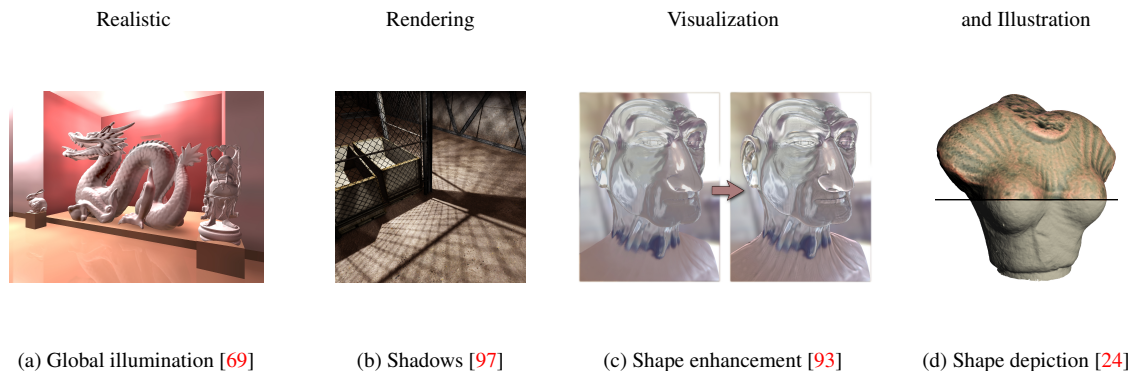 Realistic Rendering Visualization and Illustration
(a) Global illumination [69] (b) Shadows [97] (c) Shape enhancement [93] (d) Shape depiction [24]